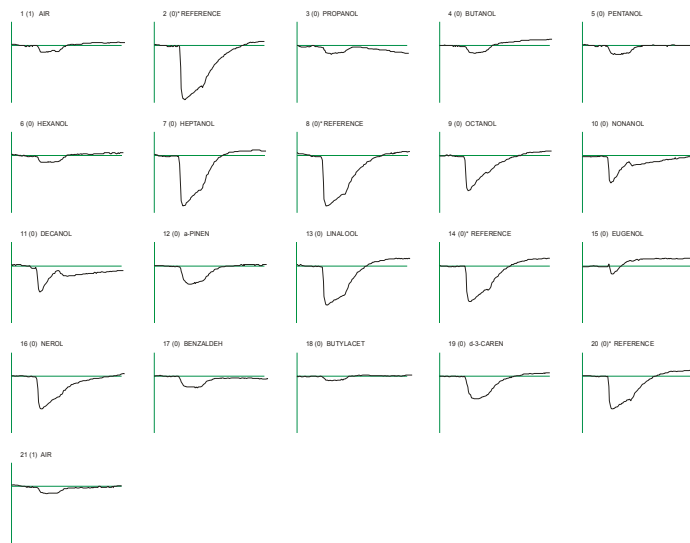 1 (1) AIR
2 (0)* REFERENCE
3 (0) PROPANOL
4 (0) BUTANOL
5 (0) PENTANOL
6 (0) HEXANOL
7 (0) HEPTANOL
8 (0)* REFERENCE
9 (0) OCTANOL
10 (0) NONANOL
11 (0) DECANOL
12 (0) a-PINEN
13 (0) LINALOOL
14 (0)* REFERENCE
15 (0) EUGENOL
16 (0) NEROL
17 (0) BENZALDEH
18 (0) BUTYLACET
19 (0) d-3-CAREN
20 (0)* REFERENCE
21 (1) AIR